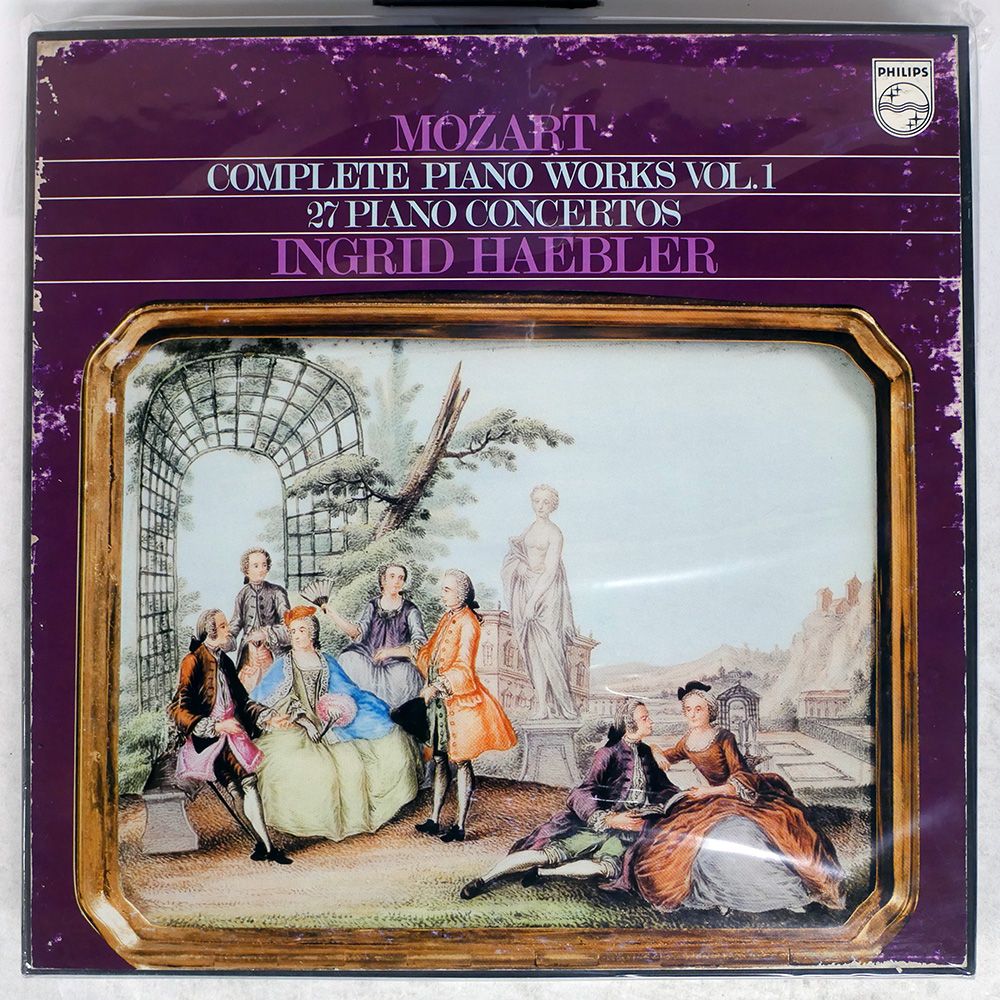 PHILIPS
MOZART
COMPLETE PIANO WORKS VOL.1
27 PIANO CONCERTOS
INGRID HAEBLER